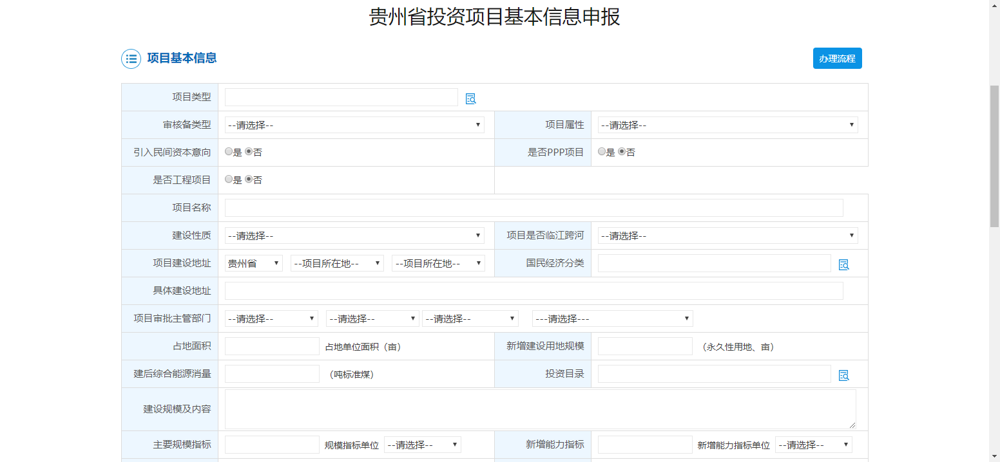 贵州省投资项目基本信息申报
项目基本信息
办理流程
项目类型
审核备类型 --请选择-- 项目属性 --请选择--
引入民间资本意向 是 否 是否PPP项目 是 否
是否工程项目 是 否
项目名称
建设性质 --请选择-- 项目是否临江跨河 --请选择--
项目建设地址 贵州省 --项目所在地-- --项目所在地-- 国民经济分类
具体建设地址
项目审批主管部门 --请选择-- --请选择-- --请选择-- ---请选择---
占地面积 占地单位面积（亩） 新增建设用地规模 （永久性用地、亩）
建后综合能源消量 （吨标准煤） 投资目录
建设规模及内容
主要规模指标 规模指标单位 --请选择-- 新增能力指标 新增能力指标单位 --请选择--